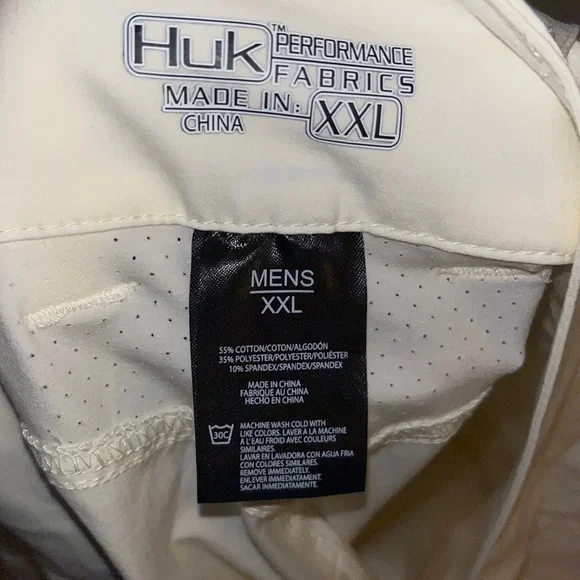 Huk™ PERFORMANCE
FABRICS
MADE IN: XXL
CHINA
MENS
XXL
55% COTTON/COTON/ALGODÓN
35% POLYESTER/POLYESTER/POLIÉSTER
10% SPANDEX/SPANDEX/SPANDEX
MADE IN CHINA
FABRIQUE AU CHINA
HECHO EN CHINA
30C
MACHINE WASH COLD WITH
LIKE COLORS. LAVER A LA MACHINE
A L'EAU FROID AVEC COULEURS
SIMILAIRES.
LAVAR EN LAVADORA CON AGUA FRIA
CON COLORES SIMILARES.
REMOVE IMMEDIATELY.
ENLEVER IMMEDIATAMENT.
SACAR INMEDIATAMENTE.